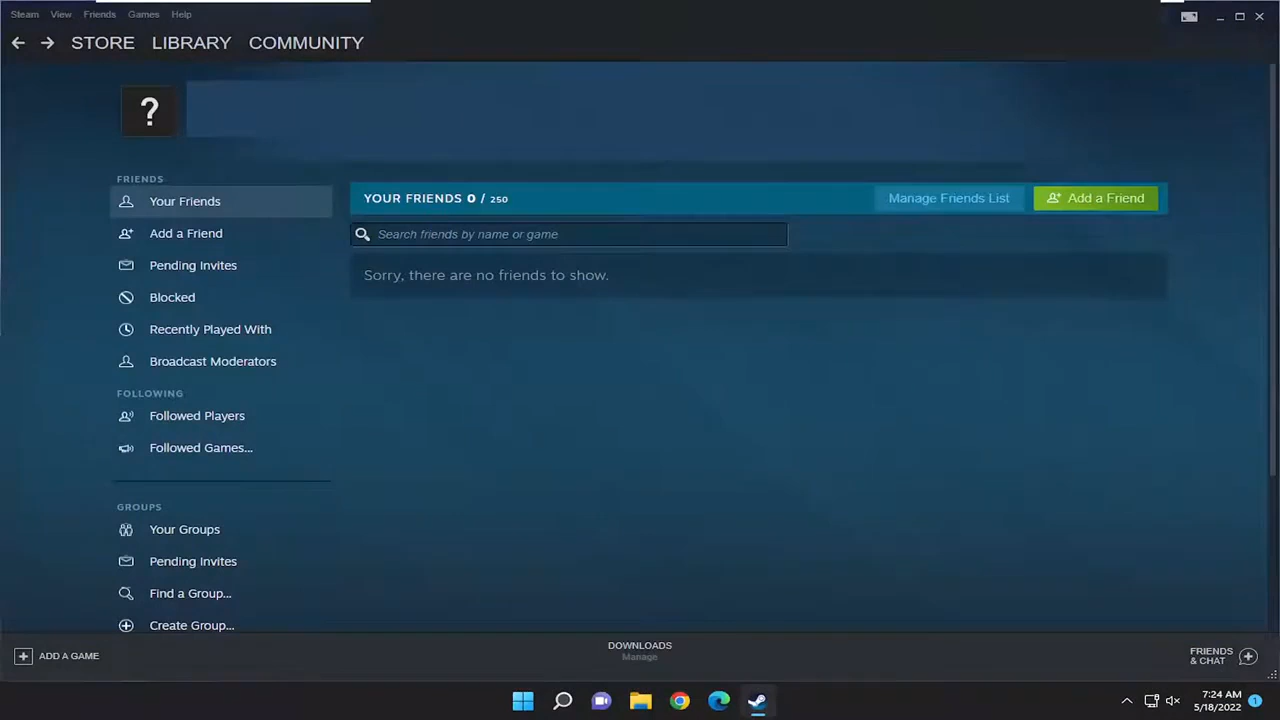 Steam View Friends Games Help
STORE LIBRARY COMMUNITY
?
FRIENDS
Your Friends
Add a Friend
Pending Invites
Blocked
Recently Played With
Broadcast Moderators
FOLLOWING
Followed Players
Followed Games...
GROUPS
Your Groups
Pending Invites
Find a Group...
Create Group...
YOUR FRIENDS 0 / 250
Manage Friends List
Add a Friend
Search friends by name or game
Sorry, there are no friends to show.
ADD A GAME
DOWNLOADS
Manage
FRIENDS
& CHAT
7:24 AM
5/18/2022
1